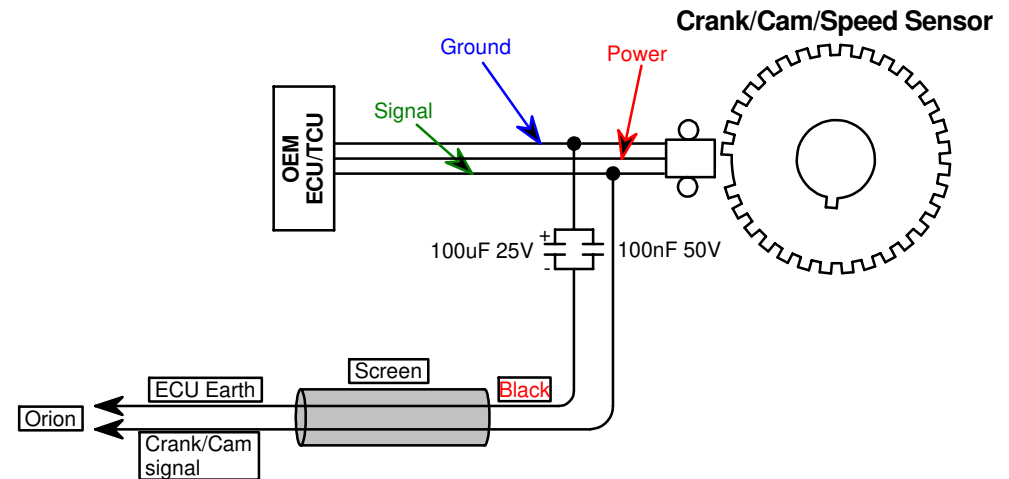 Crank/Cam/Speed Sensor
Ground
Power
Signal
OEM
ECU/TCU
+
100uF 25V
100nF 50V
-
Screen
ECU Earth
Black
Orion
Crank/Cam
signal